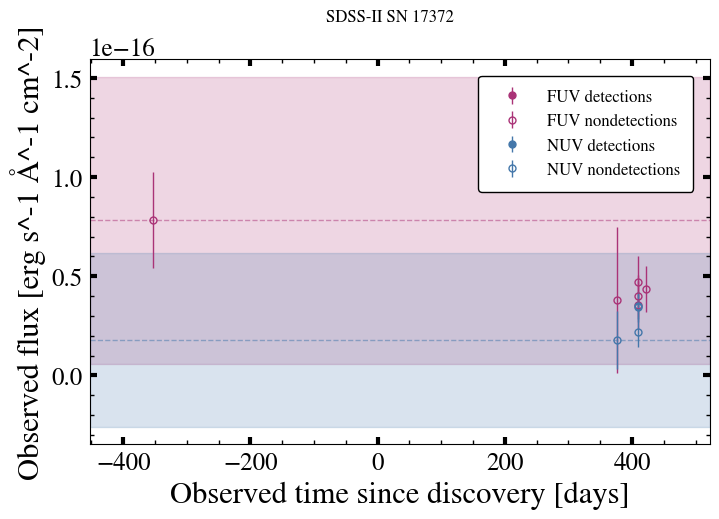 SDSS-II SN 17372
1e−16
FUV detections
FUV nondetections
NUV detections
NUV nondetections
1.5
1.0
0.5
0.0
−400
−200
0
200
400
Observed time since discovery [days]
Observed flux [erg s^-1 Å^-1 cm^-2]